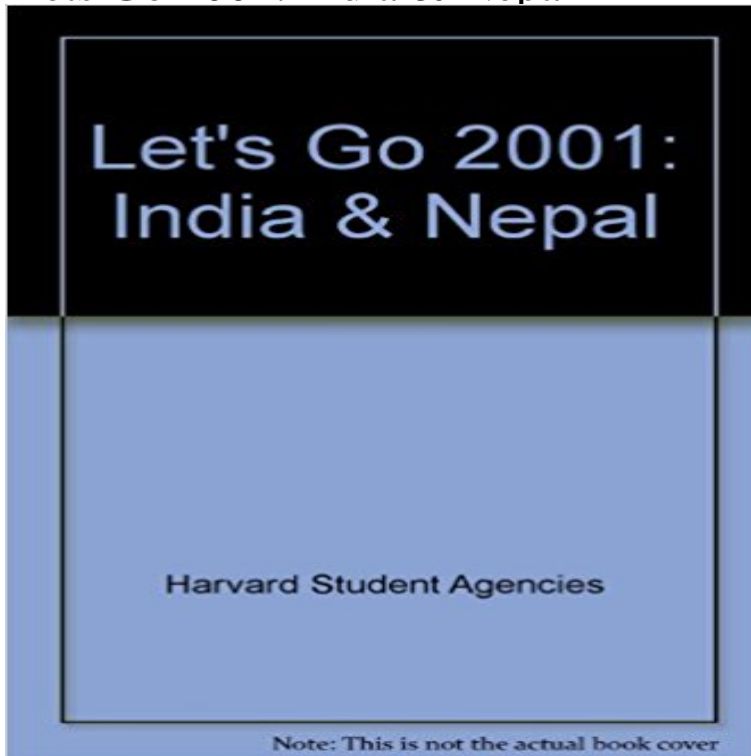 Let's Go 2001:
India & Nepal
Harvard Student Agencies
Note: This is not the actual book cover